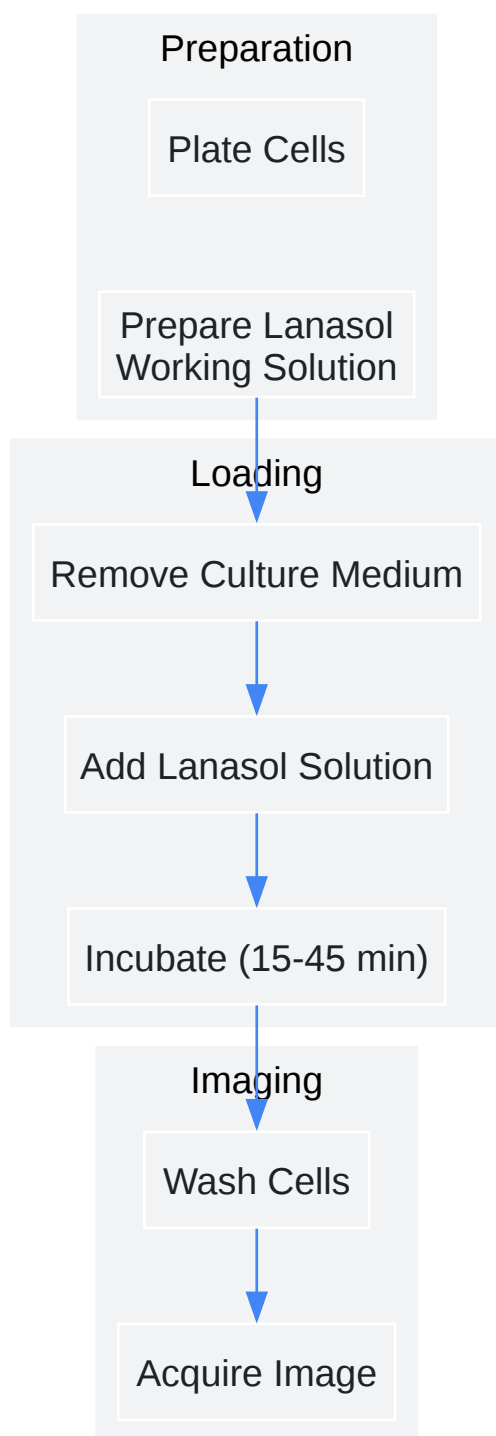 Preparation
Plate Cells
Prepare Lanasol
Working Solution
Loading
Remove Culture Medium
Add Lanasol Solution
Incubate (15-45 min)
Imaging
Wash Cells
Acquire Image